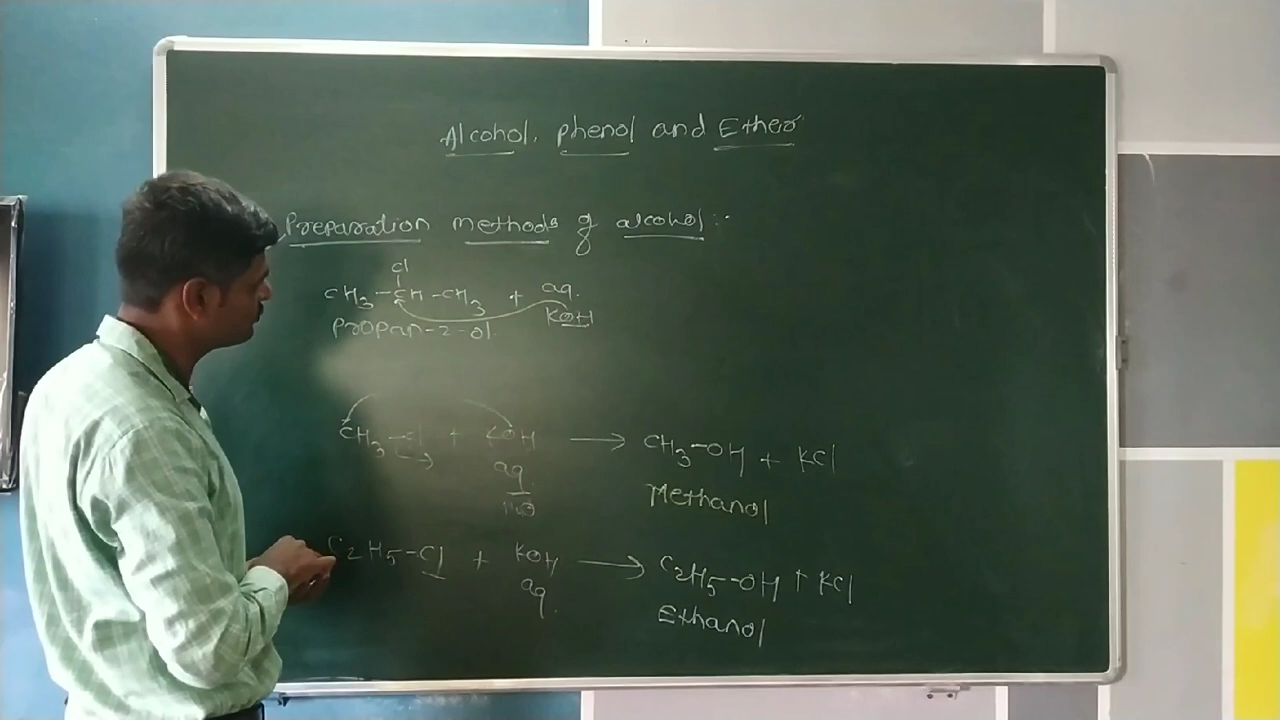 Alcohol, phenol and Ether
Preparation methods of alcohol:-
Cl
CH3-CH-CH3 + aq. KOH
Propan-2-ol
CH3-Cl + KOH → CH3-OH + KCl
aq
H2O
Methanol
C2H5-Cl + KOH → C2H5-OH + KCl
aq.
Ethanol